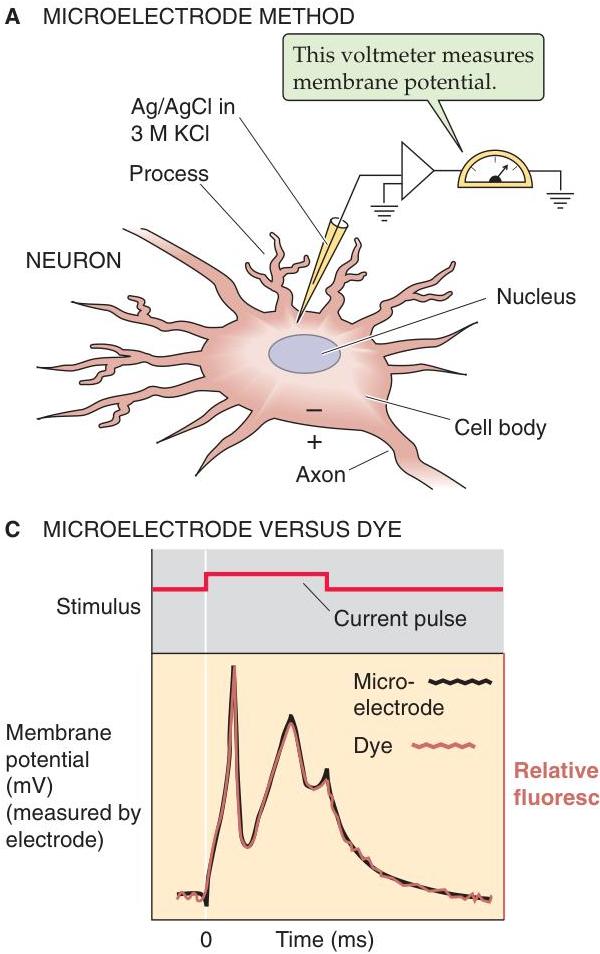 A MICROELECTRODE METHOD
This voltmeter measures
membrane potential.
Ag/AgCl in
3 M KCl
Process
NEURON
Nucleus
Cell body
–
+
Axon
C MICROELECTRODE VERSUS DYE
Stimulus
Current pulse
Micro-
electrode
Dye
Membrane
potential
(mV)
(measured by
electrode)
Relative
fluoresc
0 Time (ms)